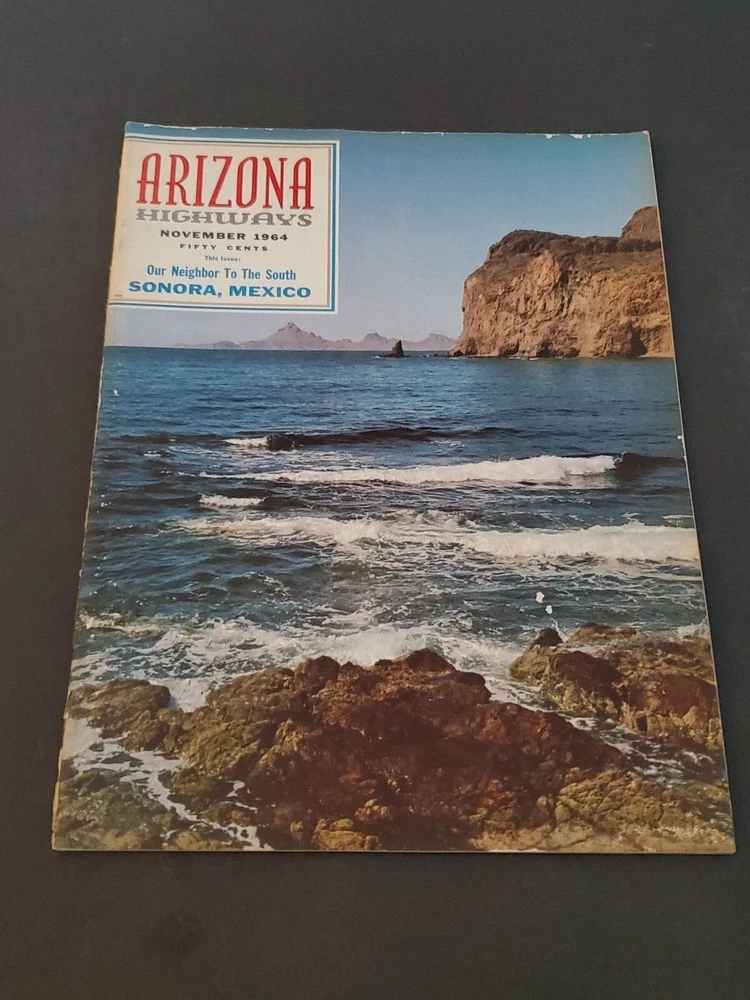 ARIZONA
HIGHWAYS
NOVEMBER 1964
FIFTY CENTS
This Issue:
Our Neighbor To The South
SONORA, MEXICO